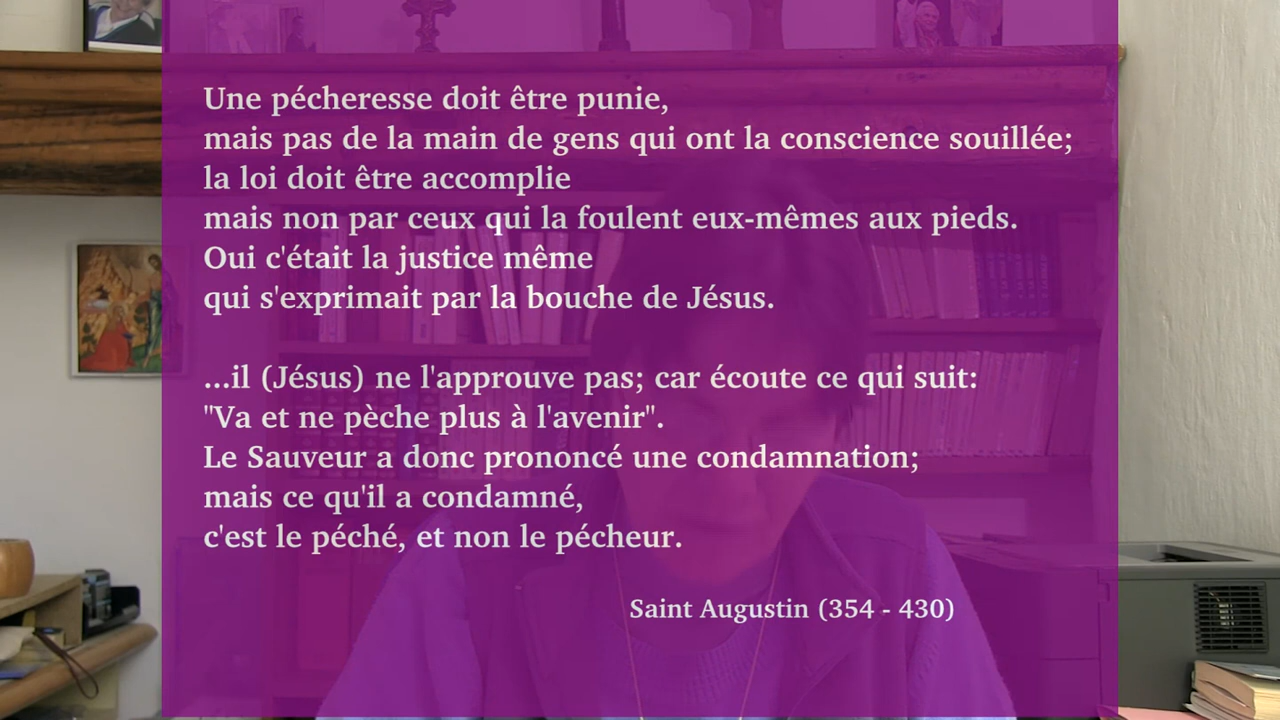 Une pécheresse doit être punie,
mais pas de la main de gens qui ont la conscience souillée;
la loi doit être accomplie
mais non par ceux qui la foulent eux-mêmes aux pieds.
Oui c'était la justice même
qui s'exprimait par la bouche de Jésus.
...il (Jésus) ne l'approuve pas; car écoute ce qui suit:
"Va et ne pèche plus à l'avenir".
Le Sauveur a donc prononcé une condamnation;
mais ce qu'il a condamné,
c'est le péché, et non le pécheur.
Saint Augustin (354 - 430)